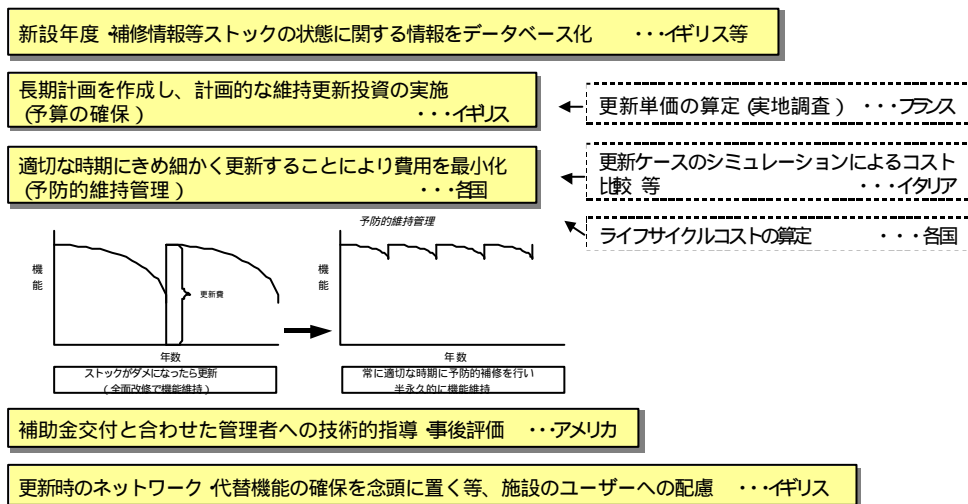 新設年度・補修情報等ストックの状態に関する情報をデータベース化 ・・・イギリス等
長期計画を作成し、計画的な維持更新投資の実施
(予算の確保) ・・・イギリス
更新単価の算定(実地調査) ・・・フランス
適切な時期にきめ細かく更新することにより費用を最小化
(予防的維持管理) ・・・各国
更新ケースのシミュレーションによるコスト
比較 等 ・・・イタリア
ライフサイクルコストの算定 ・・・各国
予防的維持管理
機能
更新費
年数
ストックがダメになったら更新
(全面改修で機能維持)
機能
年数
常に適切な時期に予防的補修を行い
半永久的に機能維持
補助金交付と合わせた管理者への技術的指導・事後評価 ・・・アメリカ
更新時のネットワーク・代替機能の確保を念頭に置く等、施設のユーザーへの配慮 ・・・イギリス